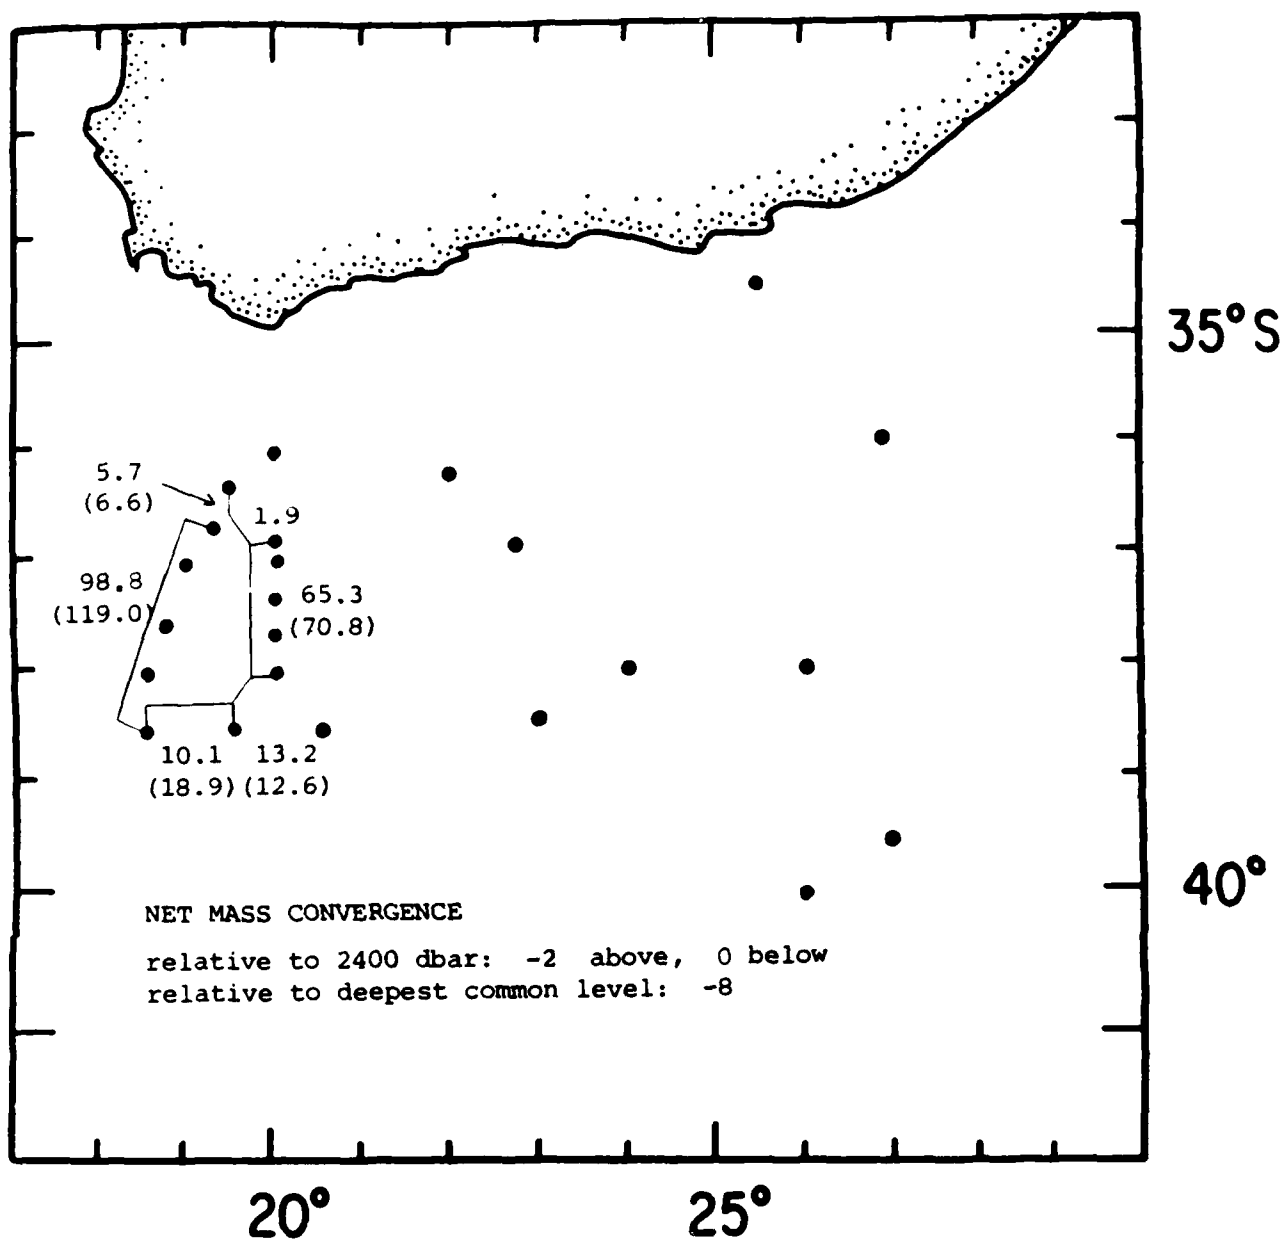 35°S
5.7
(6.6)
1.9
98.8
(119.0)
65.3
(70.8)
10.1 13.2
(18.9) (12.6)
40°
NET MASS CONVERGENCE
relative to 2400 dbar: -2 above, 0 below
relative to deepest common level: -8
20° 25°